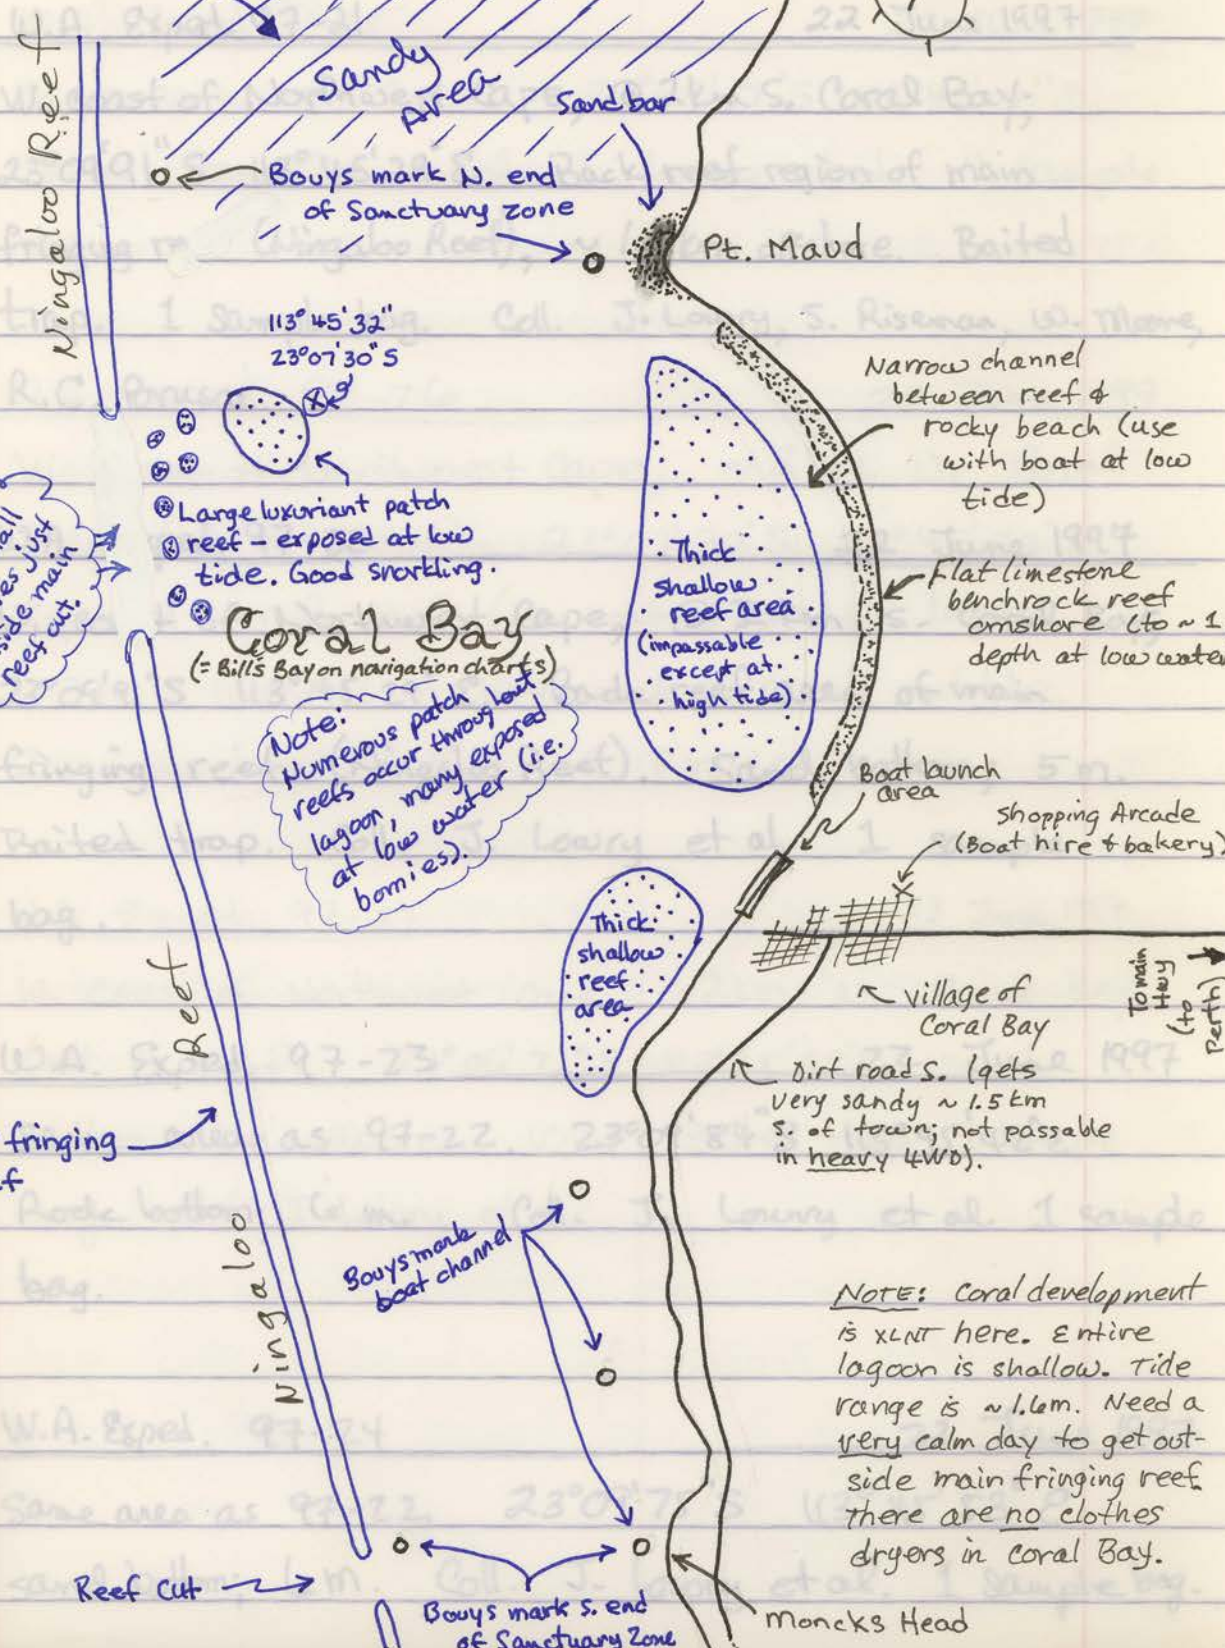 Ningaloo Reef
Sandy
Area
Sandbar
Bouys mark N. end
of Sanctuary zone
Pt. Maud
113°45'32"
23°07'30"S
Narrow channel
between reef &
rocky beach (use
with boat at low
tide)
Large luxuriant patch
reef – exposed at low
tide. Good snorkling.
just
side main
reef cut.
Thick
shallow
reef area
(impassable
except at
high tide)
Flat limestone
benchrock reef
onshore (to ~ 1
depth at low water
Coral Bay
(= Bill's Bay on navigation charts)
Note:
Numerous patch
reefs occur throughout
lagoon, many exposed
at low water (i.e.
bomies).
Boat launch
area
Shopping Arcade
(Boat hire & bakery)
Thick
shallow
reef
area
village of
Coral Bay
To main
Hwy
(to
Perth)
Dirt road S. (gets
very sandy ~ 1.5 km
S. of town; not passable
in heavy 4WD).
fringing
Ningaloo Reef
Bouys mark
boat channel
NOTE: Coral development
is XLNT here. Entire
lagoon is shallow. Tide
range is ~1.6m. Need a
very calm day to get out-
side main fringing reef.
There are no clothes
dryers in Coral Bay.
Reef cut
Bouys mark S. end
of Sanctuary Zone
Moncks Head